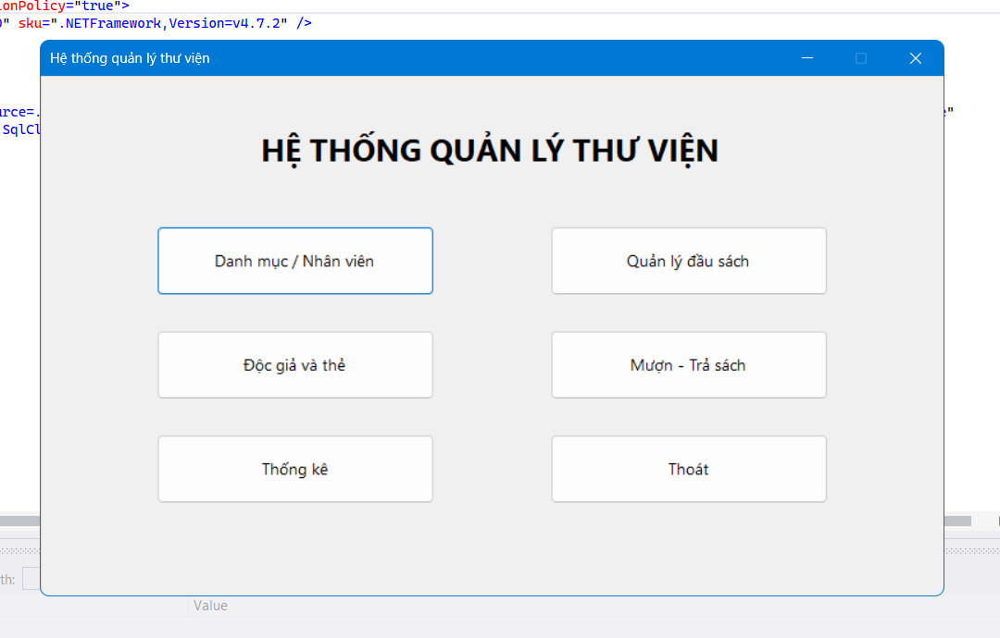 ionPolicy="true">
" sku=".NETFramework,Version=v4.7.2" />
Hệ thống quản lý thư viện
urce=.
"
SqlCl
HỆ THỐNG QUẢN LÝ THƯ VIỆN
Danh mục / Nhân viên
Quản lý đầu sách
Độc giả và thẻ
Mượn - Trả sách
Thống kê
Thoát
th:
Value